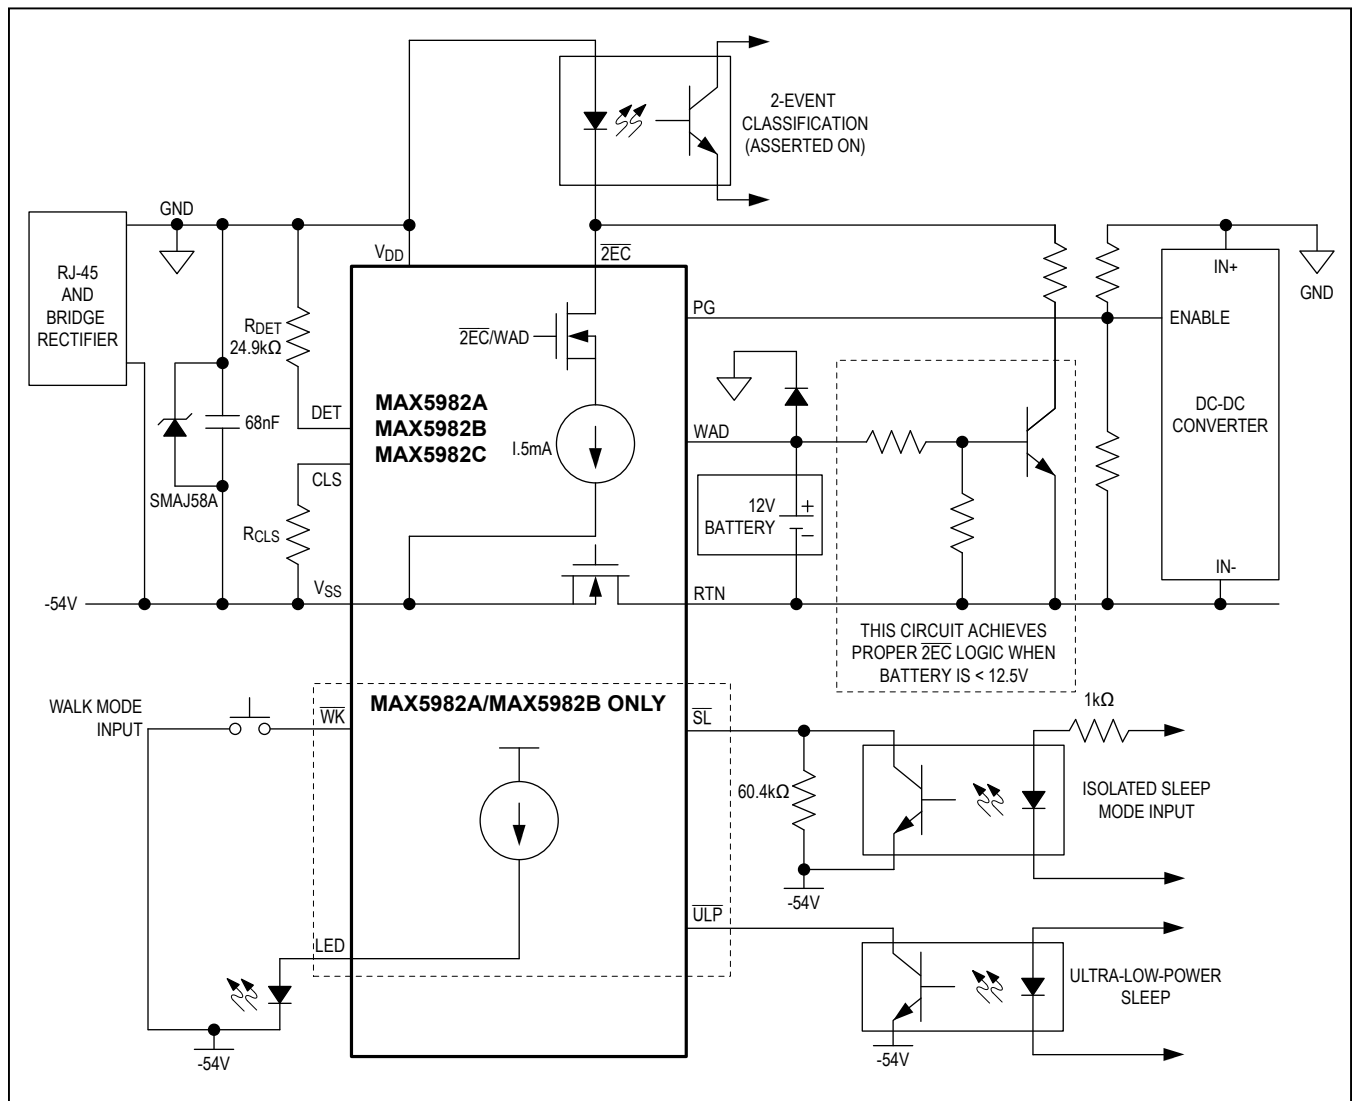 2-EVENT
CLASSIFICATION
(ASSERTED ON)
GND
RJ-45
AND
BRIDGE
RECTIFIER
VDD
2EC
IN+
GND
PG
ENABLE
RDET
24.9kΩ
2EC/WAD
DET
68nF
MAX5982A
MAX5982B
MAX5982C
WAD
DC-DC
CONVERTER
I.5mA
CLS
SMAJ58A
12V
BATTERY
+
−
RCLS
VSS
RTN
IN-
-54V
THIS CIRCUIT ACHIEVES
PROPER 2EC LOGIC WHEN
BATTERY IS < 12.5V
MAX5982A/MAX5982B ONLY
WALK MODE
INPUT
WK
SL
1kΩ
60.4kΩ
ISOLATED SLEEP
MODE INPUT
-54V
ULP
LED
ULTRA-LOW-POWER
SLEEP
-54V
-54V